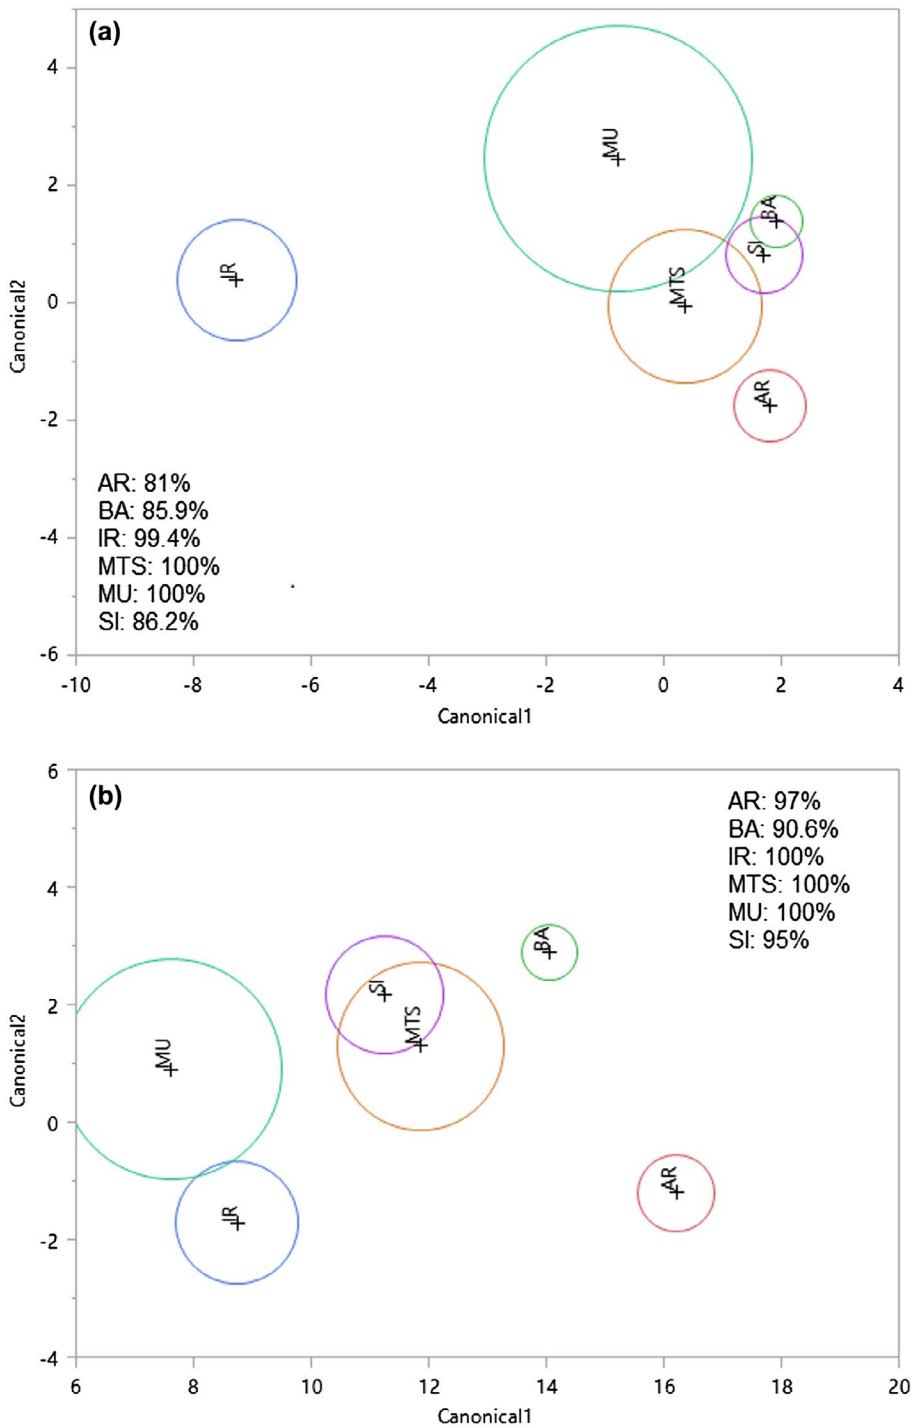 (a)
4
2
0
-2
-4
-6
Canonical2
MU
BA
SI
IR
MTS
AR
AR: 81%
BA: 85.9%
IR: 99.4%
MTS: 100%
MU: 100%
SI: 86.2%
-10 -8 -6 -4 -2 0 2 4
Canonical1
(b)
6
4
2
0
-2
-4
Canonical2
AR: 97%
BA: 90.6%
IR: 100%
MTS: 100%
MU: 100%
SI: 95%
BA
SI
MTS
MU
AR
IR
6 8 10 12 14 16 18 20
Canonical1